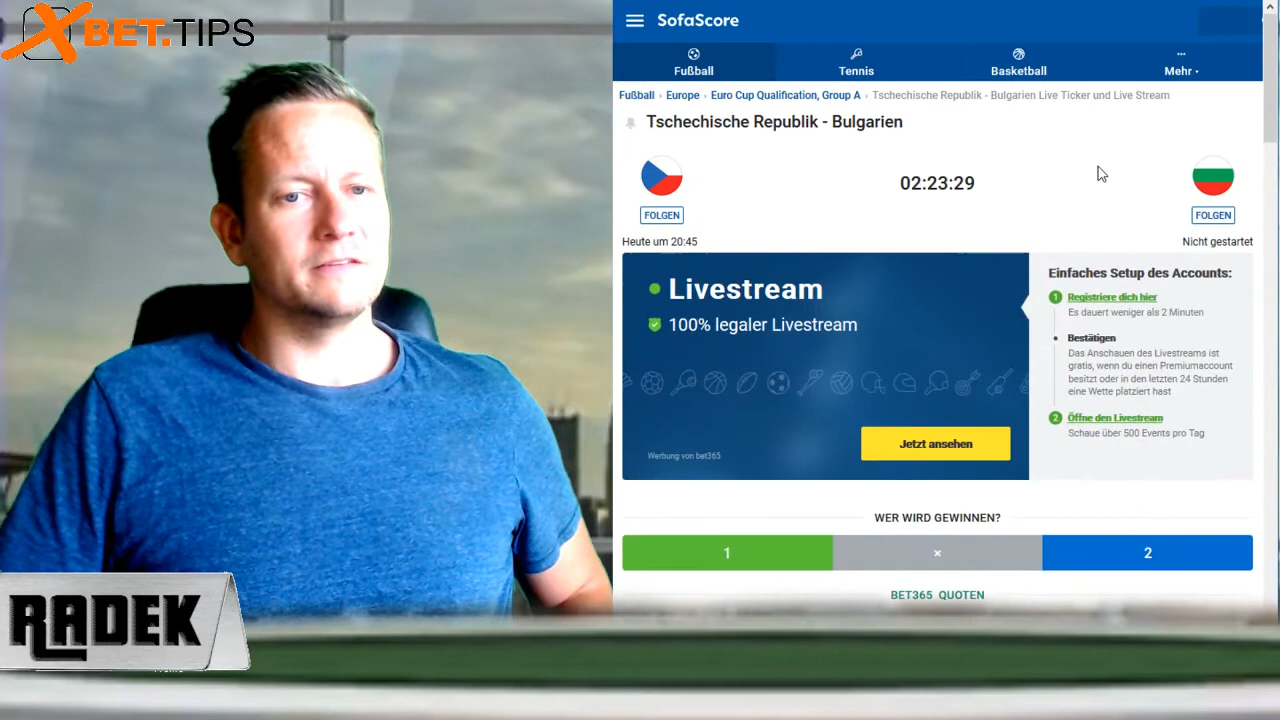 XBET.TIPS
SofaScore
Fußball
Tennis
Basketball
Mehr
Fußball › Europe › Euro Cup Qualification, Group A › Tschechische Republik - Bulgarien Live Ticker und Live Stream
Tschechische Republik - Bulgarien
02:23:29
FOLGEN
FOLGEN
Heute um 20:45
Nicht gestartet
Livestream
100% legaler Livestream
Jetzt ansehen
Werbung von bet365
Einfaches Setup des Accounts:
1 Registriere dich hier
Es dauert weniger als 2 Minuten
Bestätigen
Das Anschauen des Livestreams ist
gratis, wenn du einen Premiumaccount
besitzt oder in den letzten 24 Stunden
eine Wette platziert hast
2 Öffne den Livestream
Schaue über 500 Events pro Tag
WER WIRD GEWINNEN?
1
×
2
BET365 QUOTEN
RADEK